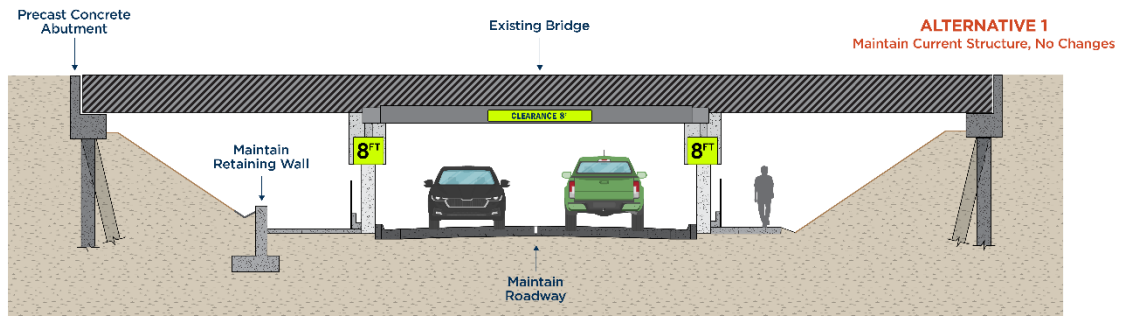 Precast Concrete
Abutment
Existing Bridge
ALTERNATIVE 1
Maintain Current Structure, No Changes
CLEARANCE 8'
8FT
8FT
Maintain
Retaining Wall
Maintain
Roadway